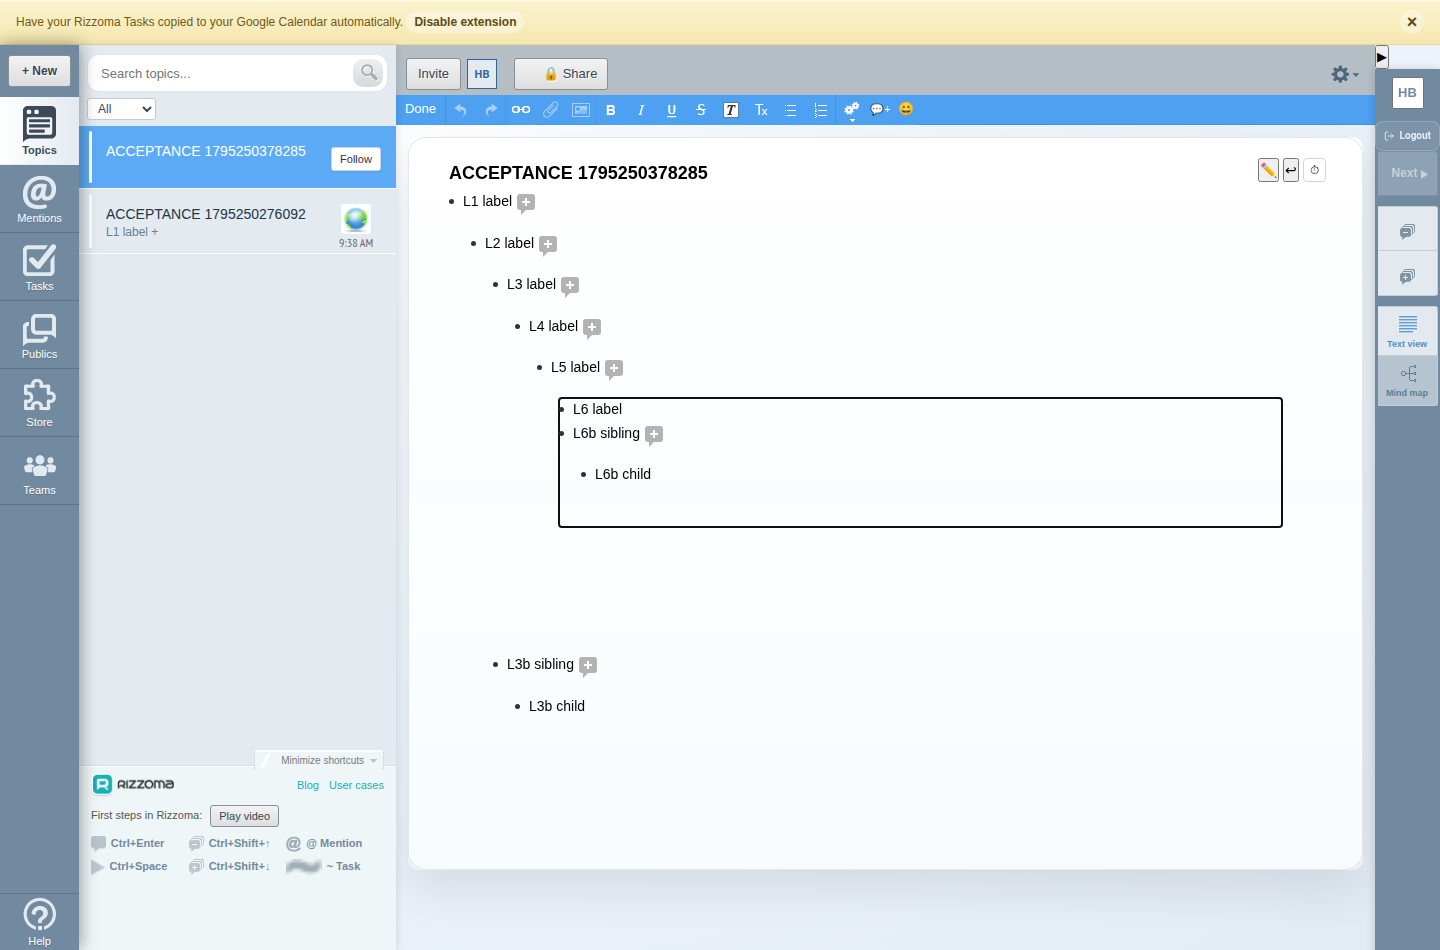 Have your Rizzoma Tasks copied to your Google Calendar automatically. Disable extension ×
+ New
Topics
Mentions
Tasks
Publics
Store
Teams
Help
Search topics...
All
ACCEPTANCE 1795250378285
Follow
ACCEPTANCE 1795250276092
L1 label +
9:38 AM
Minimize shortcuts
RIZZOMA
Blog User cases
First steps in Rizzoma: Play video
Ctrl+Enter Ctrl+Shift+↑ @ Mention
Ctrl+Space Ctrl+Shift+↓ ~ Task
Invite HB Share
Done B I U S T Tx
ACCEPTANCE 1795250378285
L1 label
L2 label
L3 label
L4 label
L5 label
L6 label
L6b sibling
L6b child
L3b sibling
L3b child
HB
Logout
Next
Text view
Mind map